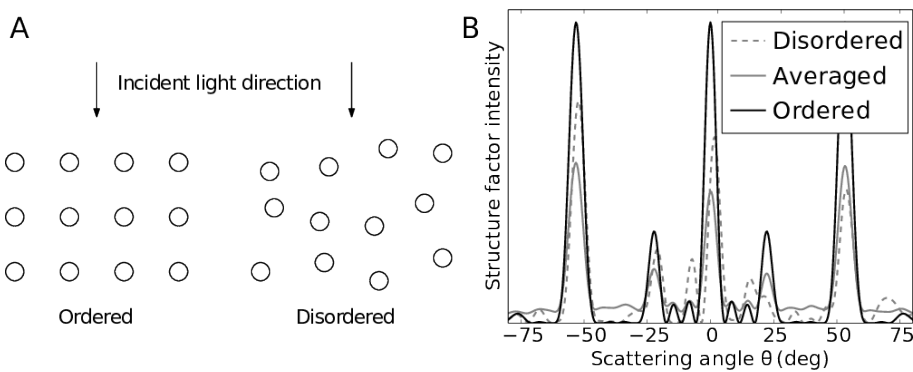 A
Incident light direction
Ordered
Disordered
B
Structure factor intensity
Disordered
Averaged
Ordered
−75 −50 −25 0 25 50 75
Scattering angle θ (deg)